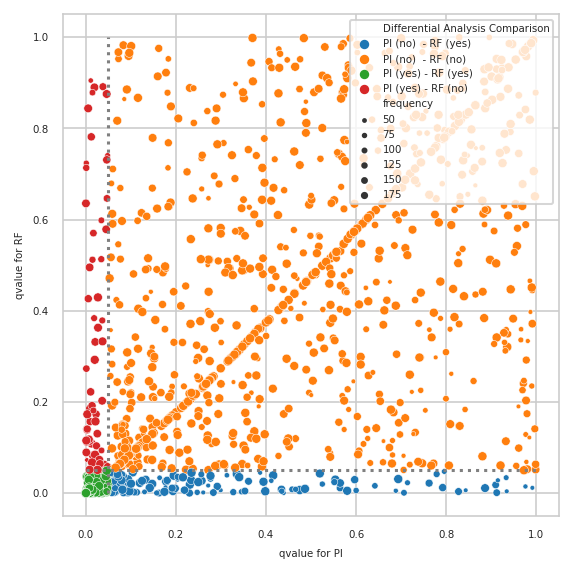 Differential Analysis Comparison
PI (no)  - RF (yes)
PI (no)  - RF (no)
PI (yes) - RF (yes)
PI (yes) - RF (no)
frequency
50
75
100
125
150
175
1.0
0.8
0.6
0.4
0.2
0.0
qvalue for RF
0.0 0.2 0.4 0.6 0.8 1.0
qvalue for PI